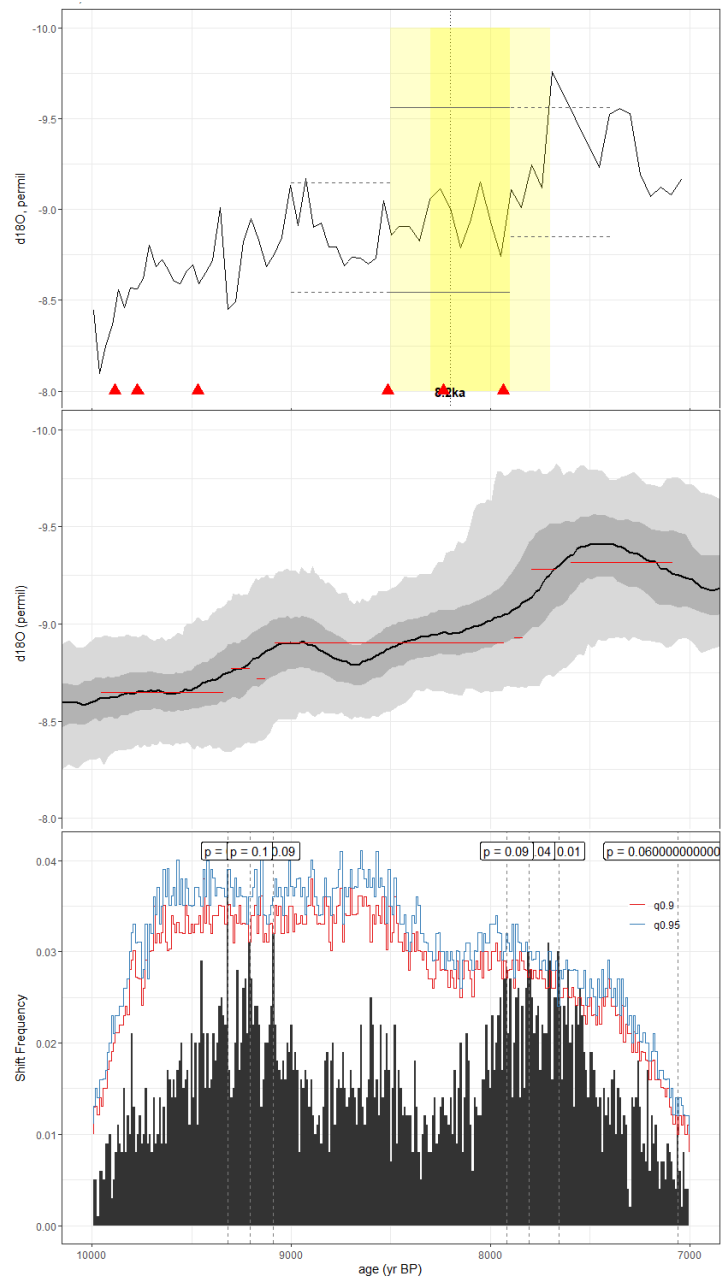 -10.0
-9.5
-9.0
-8.5
-8.0
d18O, permil
8.2ka
-10.0
-9.5
-9.0
-8.5
-8.0
d18O (permil)
p = p = 0.1 0.09 p = 0.09 .04 0.01 p = 0.060000000000
0.04
0.03
0.02
0.01
0.00
Shift Frequency
q0.9
q0.95
10000 9000 8000 7000
age (yr BP)